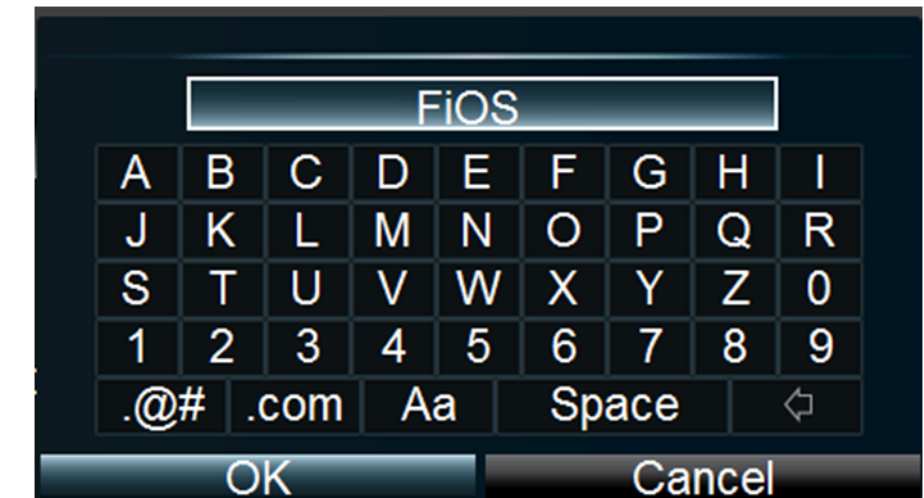 FiOS
A B C D E F G H I
J K L M N O P Q R
S T U V W X Y Z 0
1 2 3 4 5 6 7 8 9
.@# .com Aa Space
OK Cancel